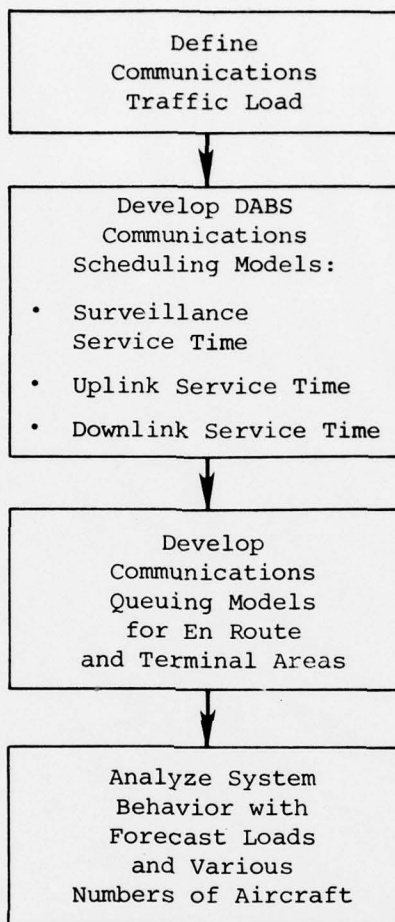 Define
Communications
Traffic Load
Develop DABS
Communications
Scheduling Models:
• Surveillance
Service Time
• Uplink Service Time
• Downlink Service Time
Develop
Communications
Queuing Models
for En Route
and Terminal Areas
Analyze System
Behavior with
Forecast Loads
and Various
Numbers of Aircraft